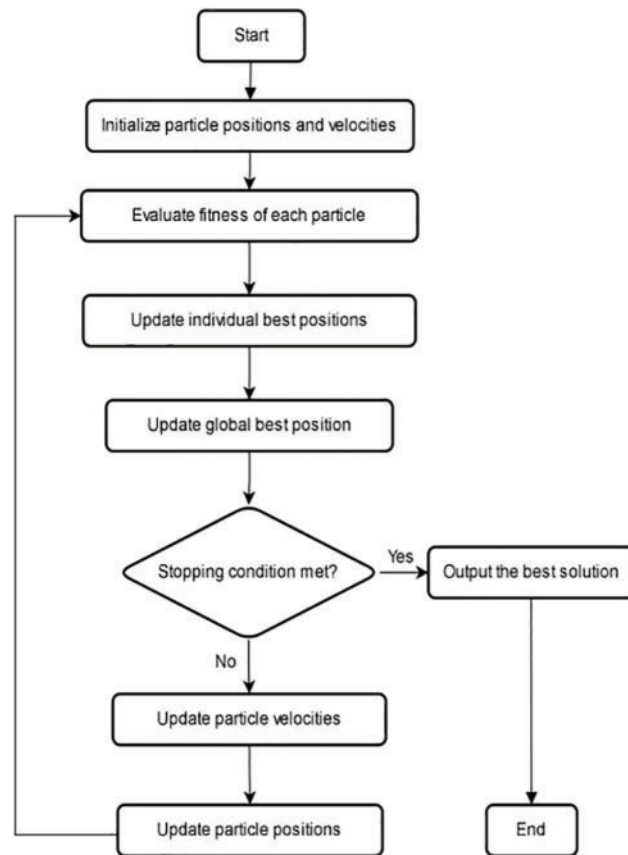 Start
Initialize particle positions and velocities
Evaluate fitness of each particle
Update individual best positions
Update global best position
Stopping condition met?
Yes
Output the best solution
No
Update particle velocities
Update particle positions
End